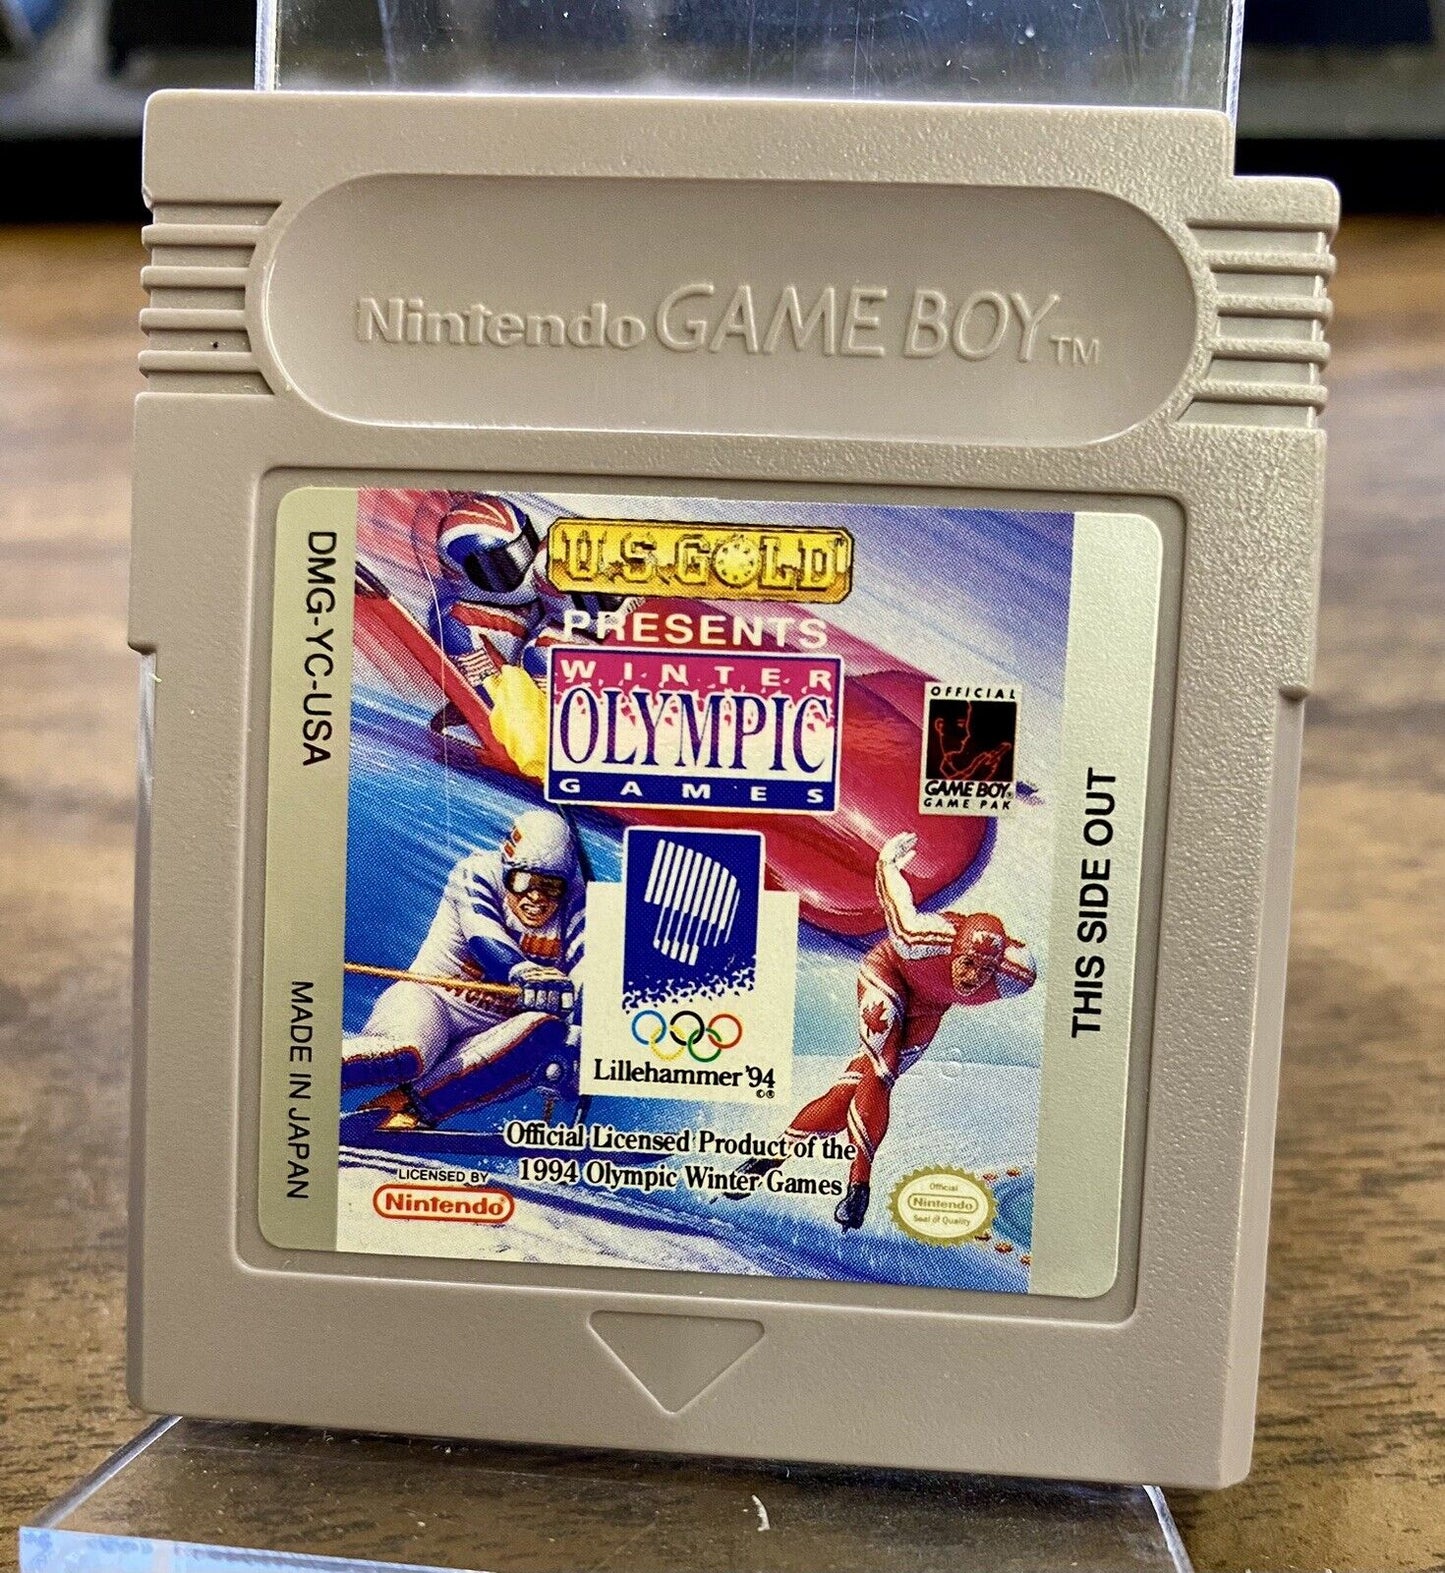 Nintendo GAME BOY TM
DMG-YC-USA
MADE IN JAPAN
U.S. GOLD
PRESENTS
WINTER
OLYMPIC
GAMES
OFFICIAL
GAME BOY®
GAME PAK
THIS SIDE OUT
Lillehammer '94
©®
Official Licensed Product of the
1994 Olympic Winter Games
LICENSED BY
Nintendo®
Official
Nintendo
Seal of Quality